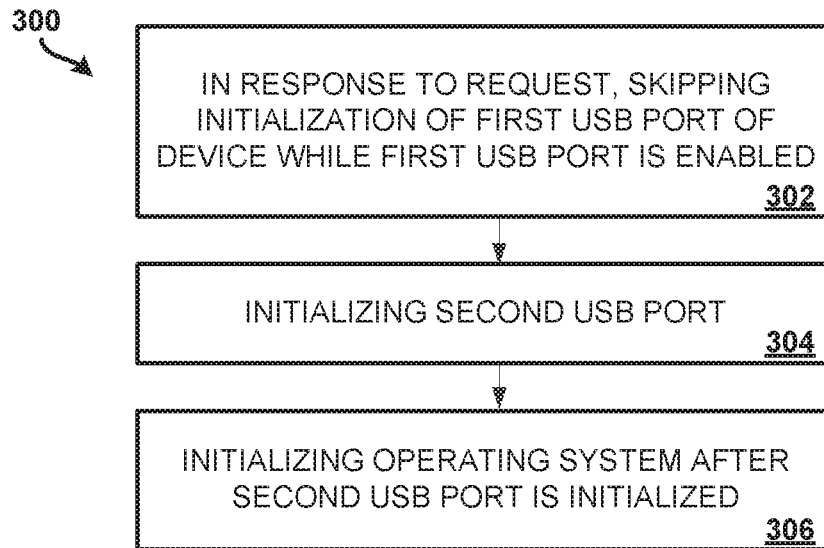 300
IN RESPONSE TO REQUEST, SKIPPING
INITIALIZATION OF FIRST USB PORT OF
DEVICE WHILE FIRST USB PORT IS ENABLED
302
INITIALIZING SECOND USB PORT
304
INITIALIZING OPERATING SYSTEM AFTER
SECOND USB PORT IS INITIALIZED
306